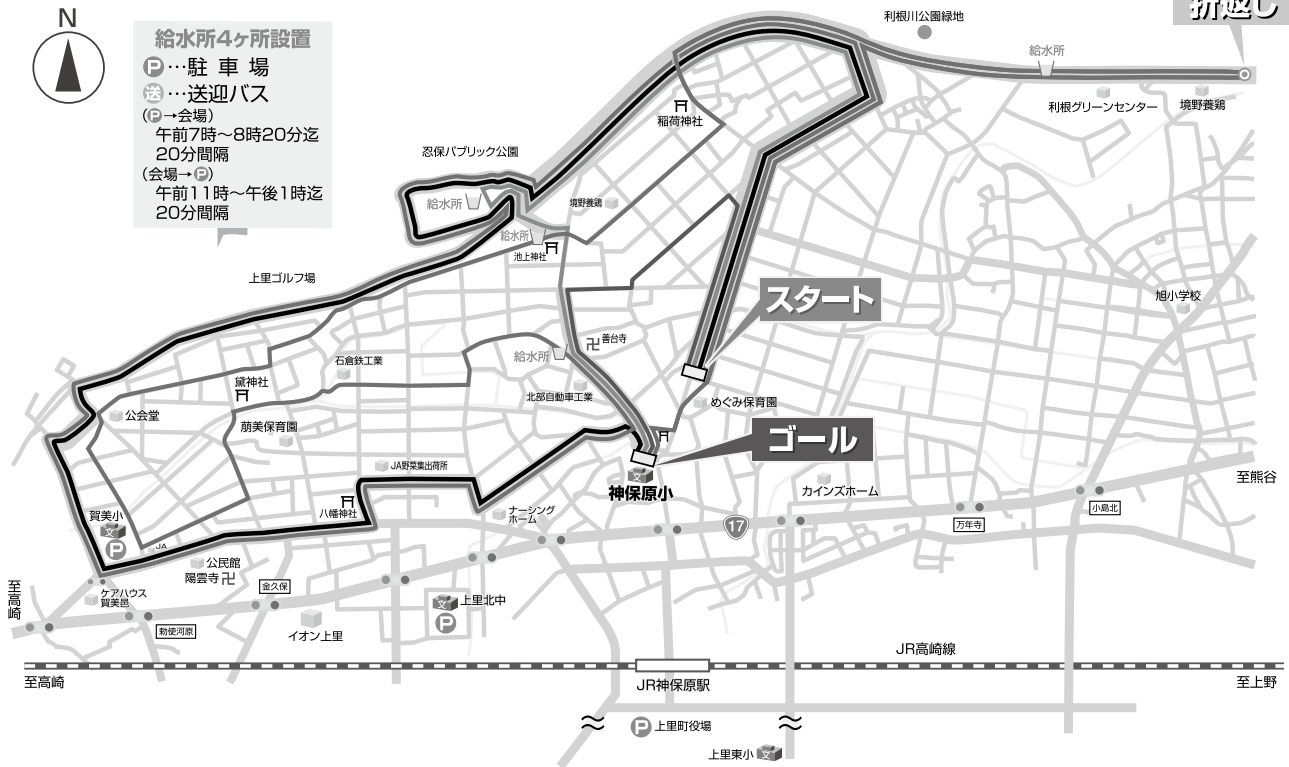 N
給水所4ヶ所設置
P…駐車場
送…送迎バス
(P→会場)
午前7時～8時20分迄
20分間隔
(会場→P)
午前11時～午後1時迄
20分間隔
折返し
利根川公園緑地
給水所
利根グリーンセンター
境野養鶏
稲荷神社
忍保パブリック公園
給水所
境野養鶏
給水所
池上神社
上里ゴルフ場
スタート
旭小学校
善台寺
給水所
石倉鉄工業
黛神社
北部自動車工業
めぐみ保育園
公会堂
萠美保育園
ゴール
JA野菜集出荷所
神保原小
カインズホーム
至熊谷
八幡神社
ナーシング
ホーム
17
万年寺
小島北
賀美小
文
P
JA
公民館
陽雲寺
至高崎
ケアハウス
賀美邑
金久保
勅使河原
イオン上里
文
上里北中
P
JR高崎線
至高崎
JR神保原駅
至上野
P 上里町役場
上里東小
文